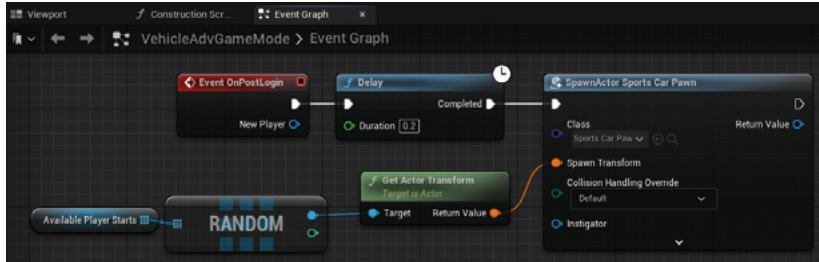 Viewport
Construction Scr...
Event Graph
VehicleAdvGameMode > Event Graph
Event OnPostLogin
New Player
Delay
Completed
Duration 0.2
SpawnActor Sports Car Pawn
Class
Sports Car Paw
Return Value
Spawn Transform
Collision Handling Override
Default
Instigator
Get Actor Transform
Target is Actor
Target
Return Value
Available Player Starts
RANDOM